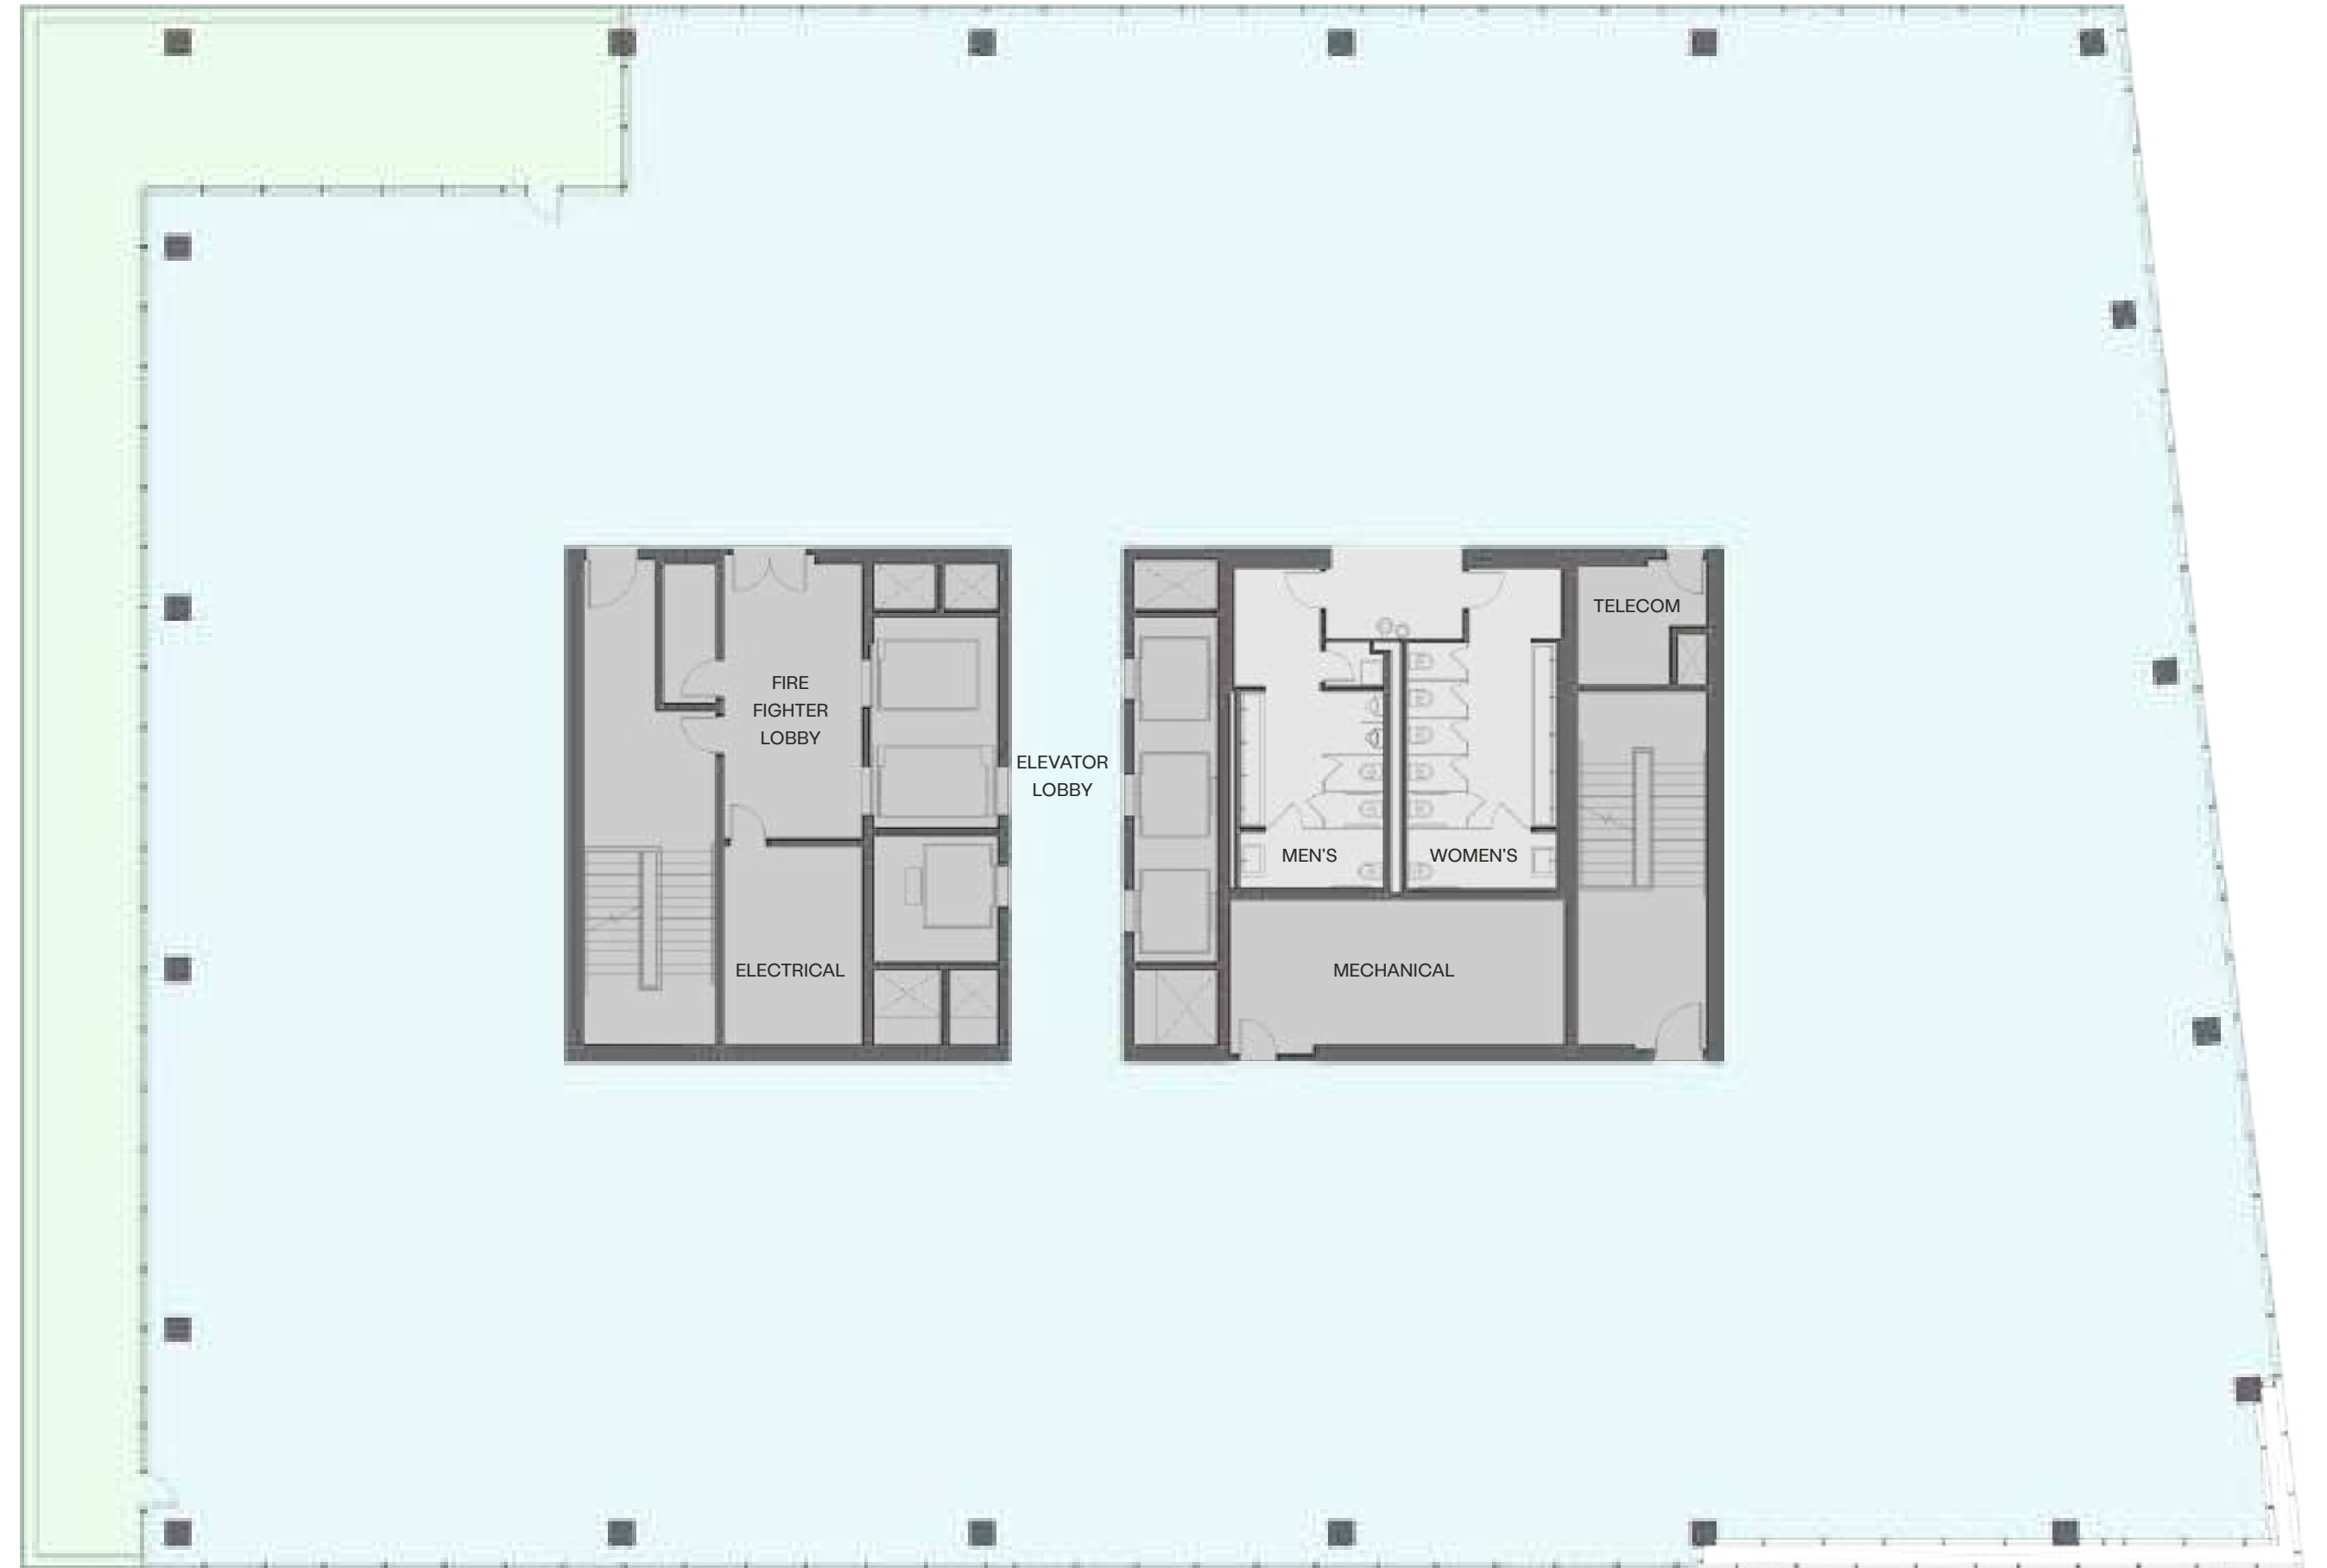 TELECOM
FIRE
FIGHTER
LOBBY
ELEVATOR
LOBBY
MEN'S
WOMEN'S
ELECTRICAL
MECHANICAL